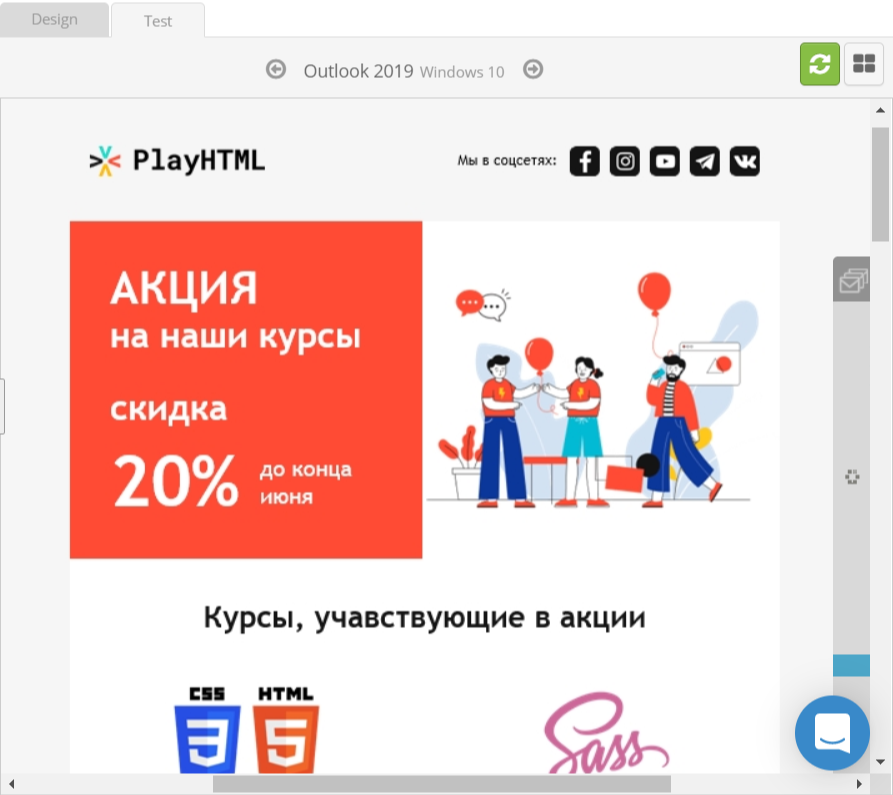 Design
Test
Outlook 2019 Windows 10
PlayHTML
Мы в соцсетях:
АКЦИЯ
на наши курсы
скидка
20% до конца
июня
Курсы, учавствующие в акции
CSS HTML
3 5
Sass